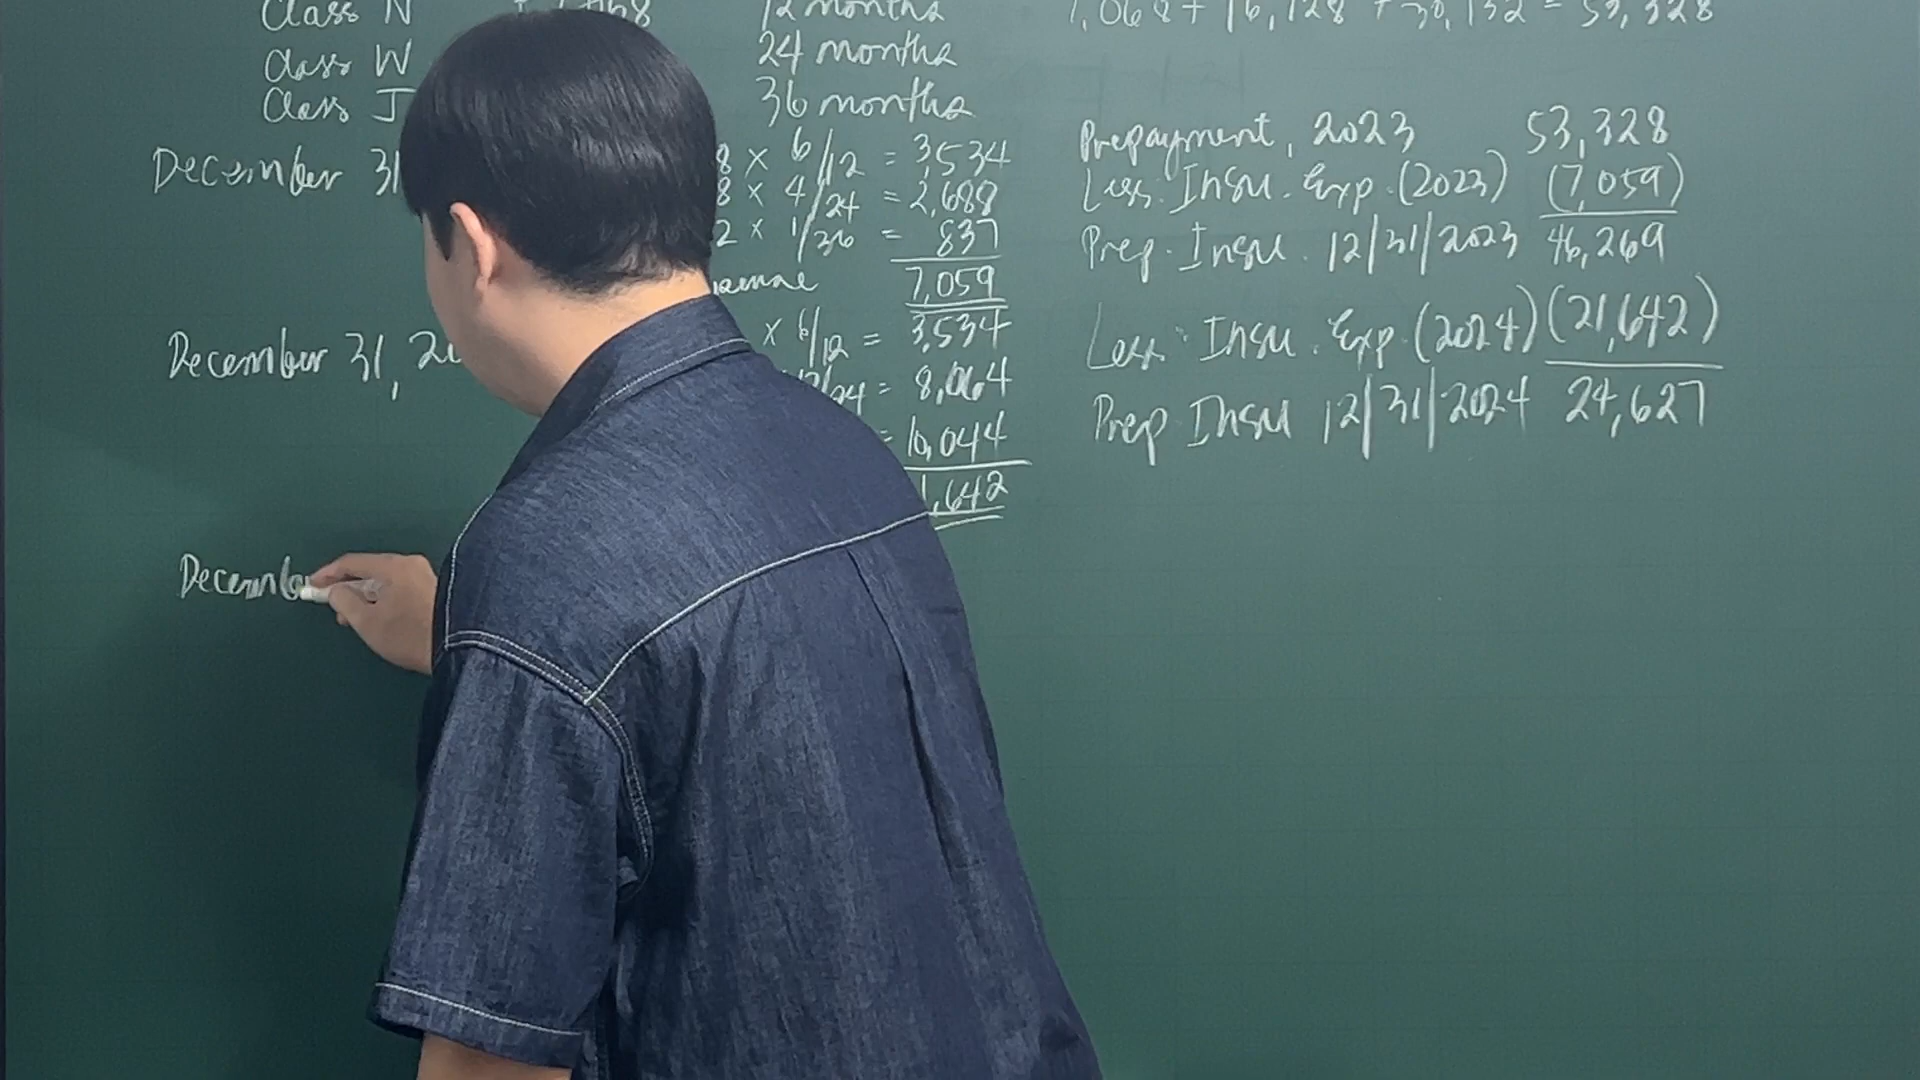 Class N 12 months
Class W 24 months
Class J 36 months
December 31 8 x 6/12 = 3,534
8 x 4/24 = 2,688
2 x 1/36 = 837
7,059
December 31, 20 x 6/12 = 3,534
12/24 = 8,064
= 10,044
1,642
Decemb
7,068 + 16,128 + 30,132 = 53,328
Prepayment, 2023 53,328
Less: Insu. Exp. (2023) (7,059)
Prep. Insu. 12/31/2023 46,269
Less: Insu. Exp. (2024) (21,642)
Prep Insu 12/31/2024 24,627